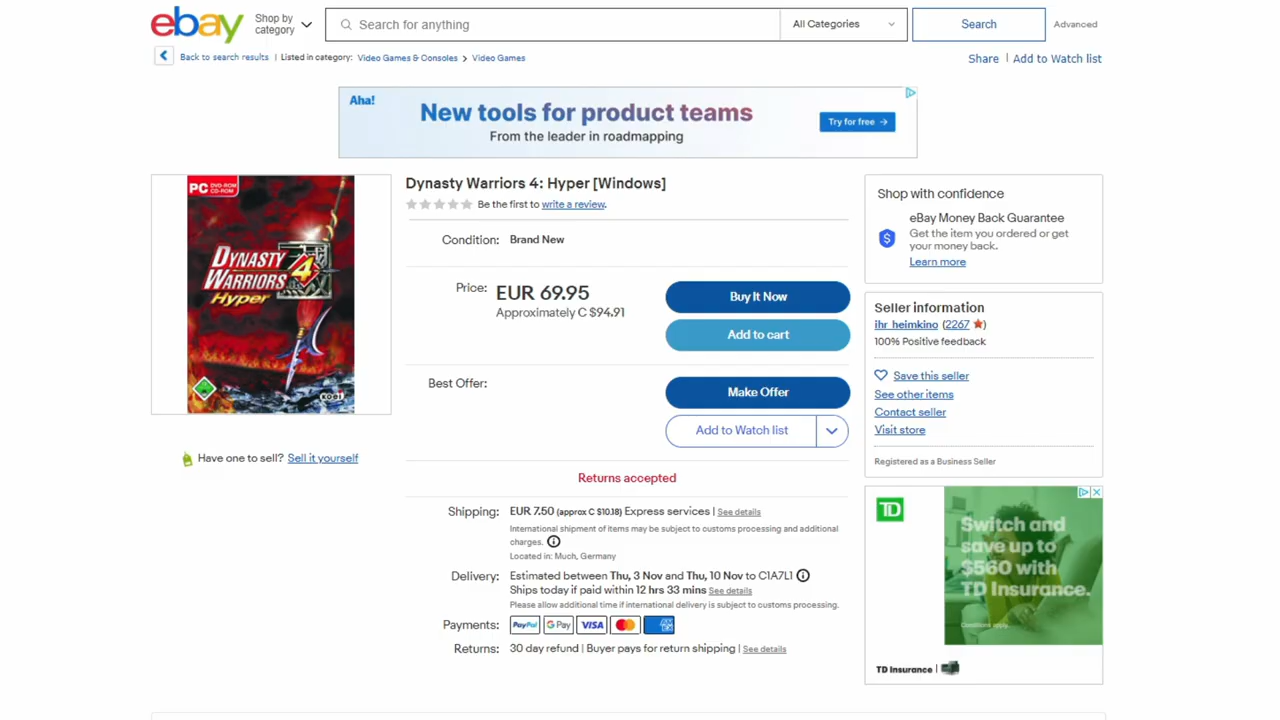 ebay
Shop by
category
Search for anything
All Categories
Search
Advanced
Back to search results | Listed in category: Video Games & Consoles > Video Games
Share | Add to Watch list
Aha!
New tools for product teams
From the leader in roadmapping
Try for free →
PC DVD-ROM
CD-ROM
DYNASTY
WARRIORS 4
Hyper
KOEI
Dynasty Warriors 4: Hyper [Windows]
Be the first to write a review.
Condition: Brand New
Price: EUR 69.95
Approximately C $94.91
Buy It Now
Add to cart
Best Offer:
Make Offer
Add to Watch list
Have one to sell? Sell it yourself
Returns accepted
Shipping: EUR 7.50 (approx C $10.18) Express services | See details
International shipment of items may be subject to customs processing and additional
charges.
Located in: Much, Germany
Delivery: Estimated between Thu, 3 Nov and Thu, 10 Nov to C1A7L1
Ships today if paid within 12 hrs 33 mins See details
Please allow additional time if international delivery is subject to customs processing.
Payments: PayPal G Pay VISA
Returns: 30 day refund | Buyer pays for return shipping | See details
Shop with confidence
eBay Money Back Guarantee
Get the item you ordered or get
your money back.
Learn more
Seller information
ihr_heimkino (2267 ★)
100% Positive feedback
Save this seller
See other items
Contact seller
Visit store
Registered as a Business Seller
TD
Switch and
save up to
$560 with
TD Insurance.
Conditions apply.
TD Insurance